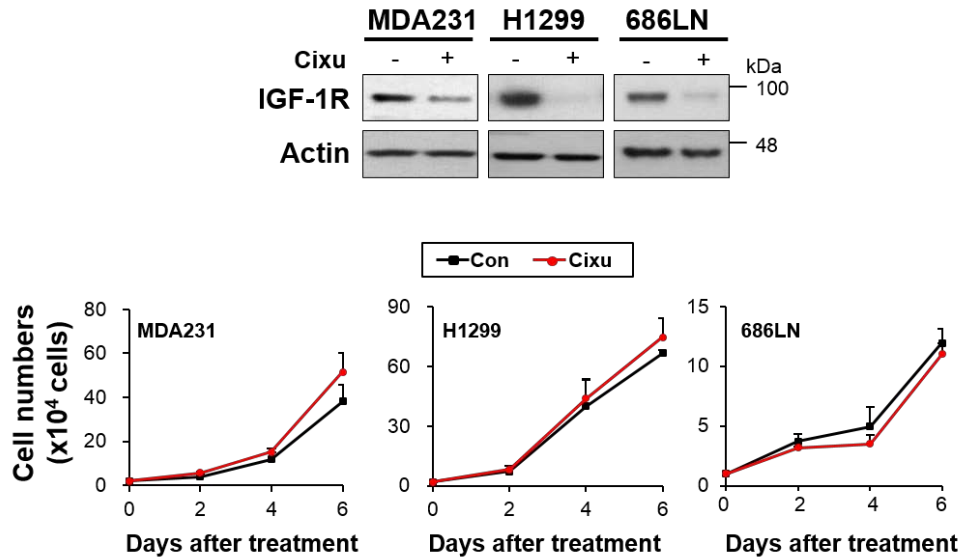 MDA231 H1299 686LN
Cixu - + - + - + kDa
IGF-1R 100
Actin 48
Con Cixu
Cell numbers
(x10⁴ cells)
MDA231
80
60
40
20
0
0 2 4 6
Days after treatment
H1299
90
60
30
0
0 2 4 6
Days after treatment
686LN
15
10
5
0
0 2 4 6
Days after treatment